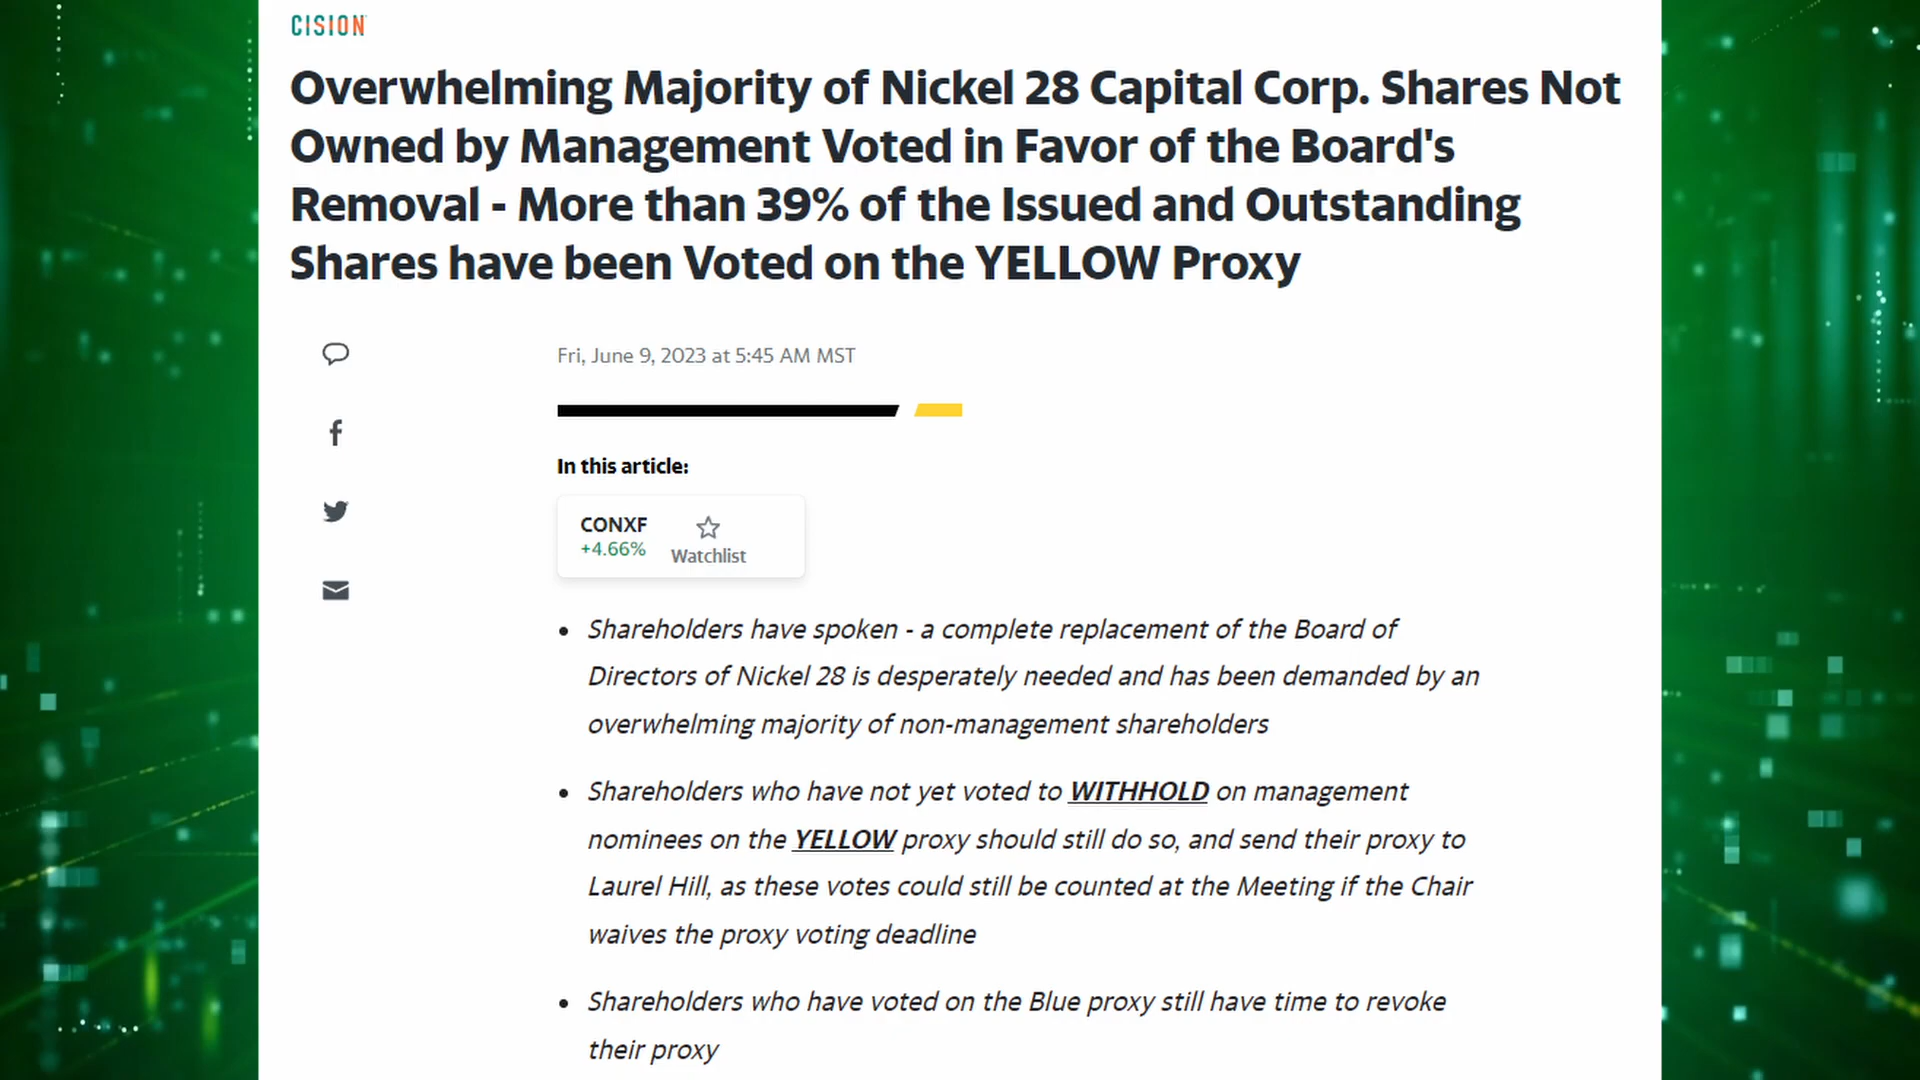 CISION
Overwhelming Majority of Nickel 28 Capital Corp. Shares Not
Owned by Management Voted in Favor of the Board's
Removal - More than 39% of the Issued and Outstanding
Shares have been Voted on the YELLOW Proxy
Fri, June 9, 2023 at 5:45 AM MST
In this article:
CONXF
+4.66%
Watchlist
• Shareholders have spoken - a complete replacement of the Board of
Directors of Nickel 28 is desperately needed and has been demanded by an
overwhelming majority of non-management shareholders
• Shareholders who have not yet voted to WITHHOLD on management
nominees on the YELLOW proxy should still do so, and send their proxy to
Laurel Hill, as these votes could still be counted at the Meeting if the Chair
waives the proxy voting deadline
• Shareholders who have voted on the Blue proxy still have time to revoke
their proxy